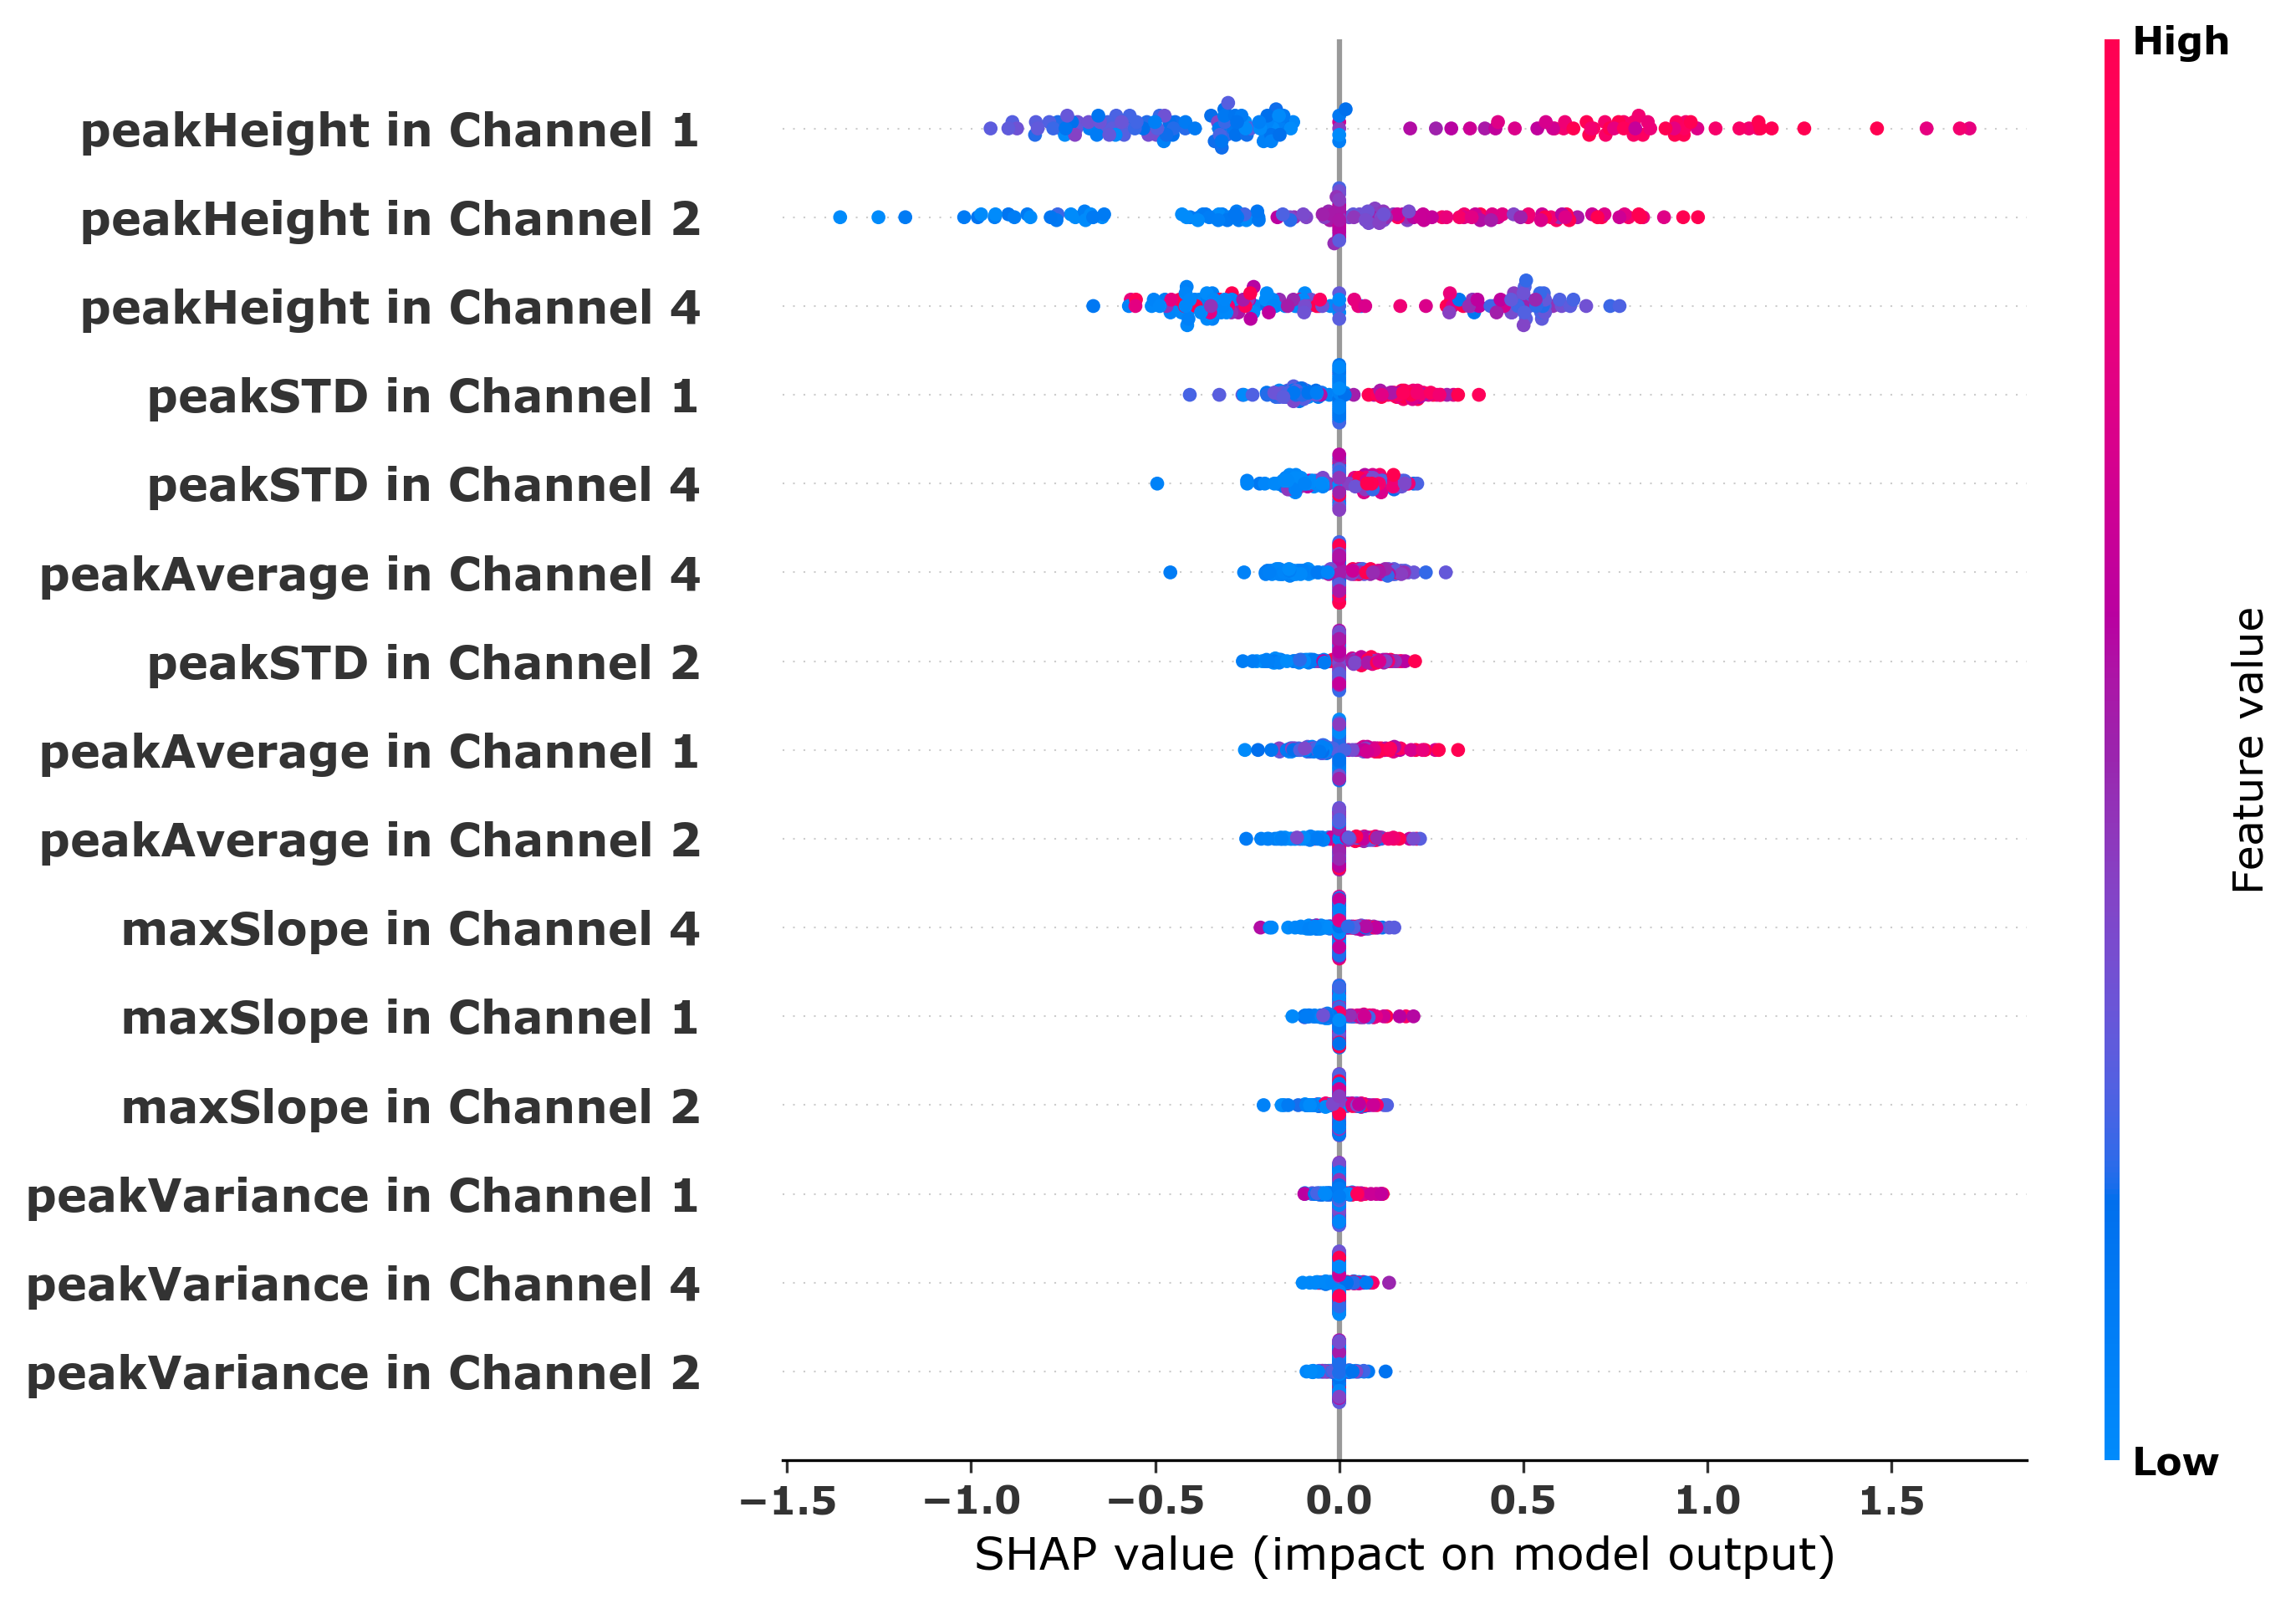 High
peakHeight in Channel 1
peakHeight in Channel 2
peakHeight in Channel 4
peakSTD in Channel 1
peakSTD in Channel 4
peakAverage in Channel 4
peakSTD in Channel 2
peakAverage in Channel 1
peakAverage in Channel 2
maxSlope in Channel 4
maxSlope in Channel 1
maxSlope in Channel 2
peakVariance in Channel 1
peakVariance in Channel 4
peakVariance in Channel 2
Feature value
Low
−1.5 −1.0 −0.5 0.0 0.5 1.0 1.5
SHAP value (impact on model output)